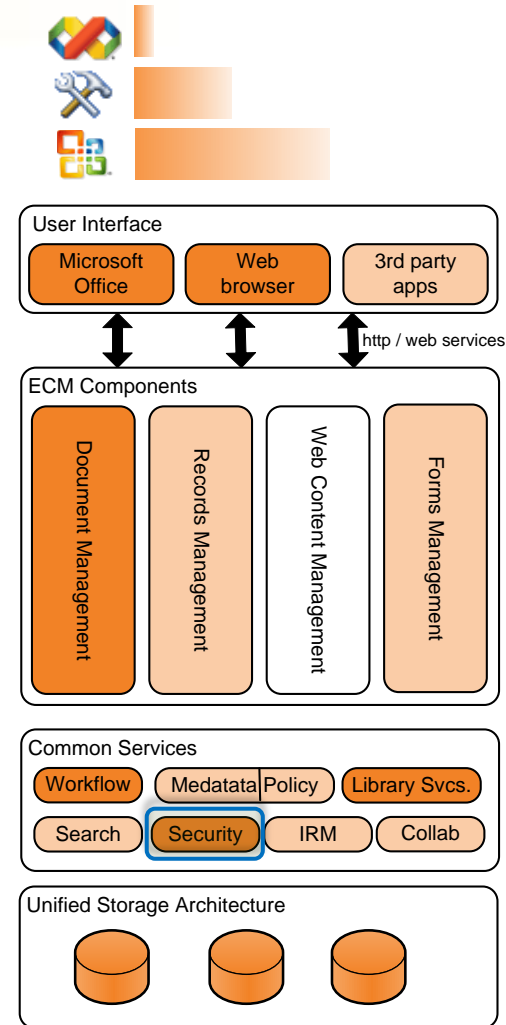 User Interface
Microsoft
Office
Web
browser
3rd party
apps
http / web services
ECM Components
Document Management
Records Management
Web Content Management
Forms Management
Common Services
Workflow
Medatata Policy
Library Svcs.
Search
Security
IRM
Collab
Unified Storage Architecture